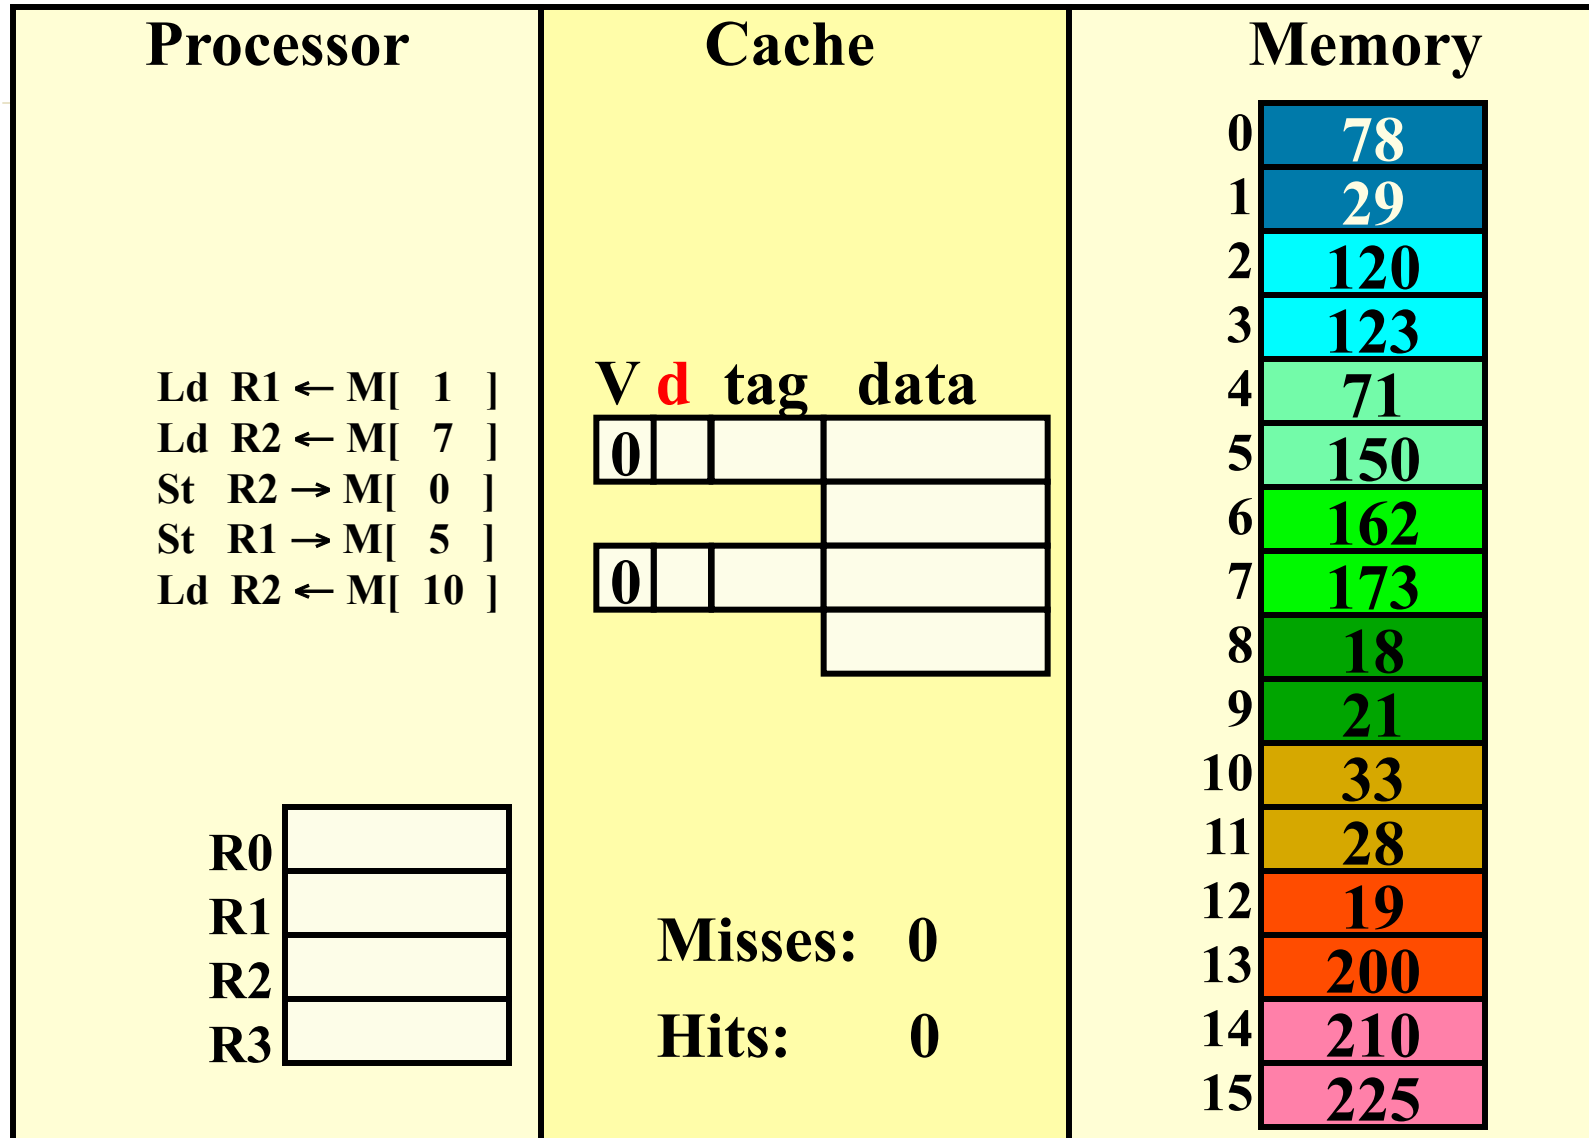 Processor
Ld R1 ← M[ 1 ]
Ld R2 ← M[ 7 ]
St R2 → M[ 0 ]
St R1 → M[ 5 ]
Ld R2 ← M[ 10 ]
R0
R1
R2
R3
Cache
V d tag data
0
0
Misses: 0
Hits: 0
Memory
0 78
1 29
2 120
3 123
4 71
5 150
6 162
7 173
8 18
9 21
10 33
11 28
12 19
13 200
14 210
15 225